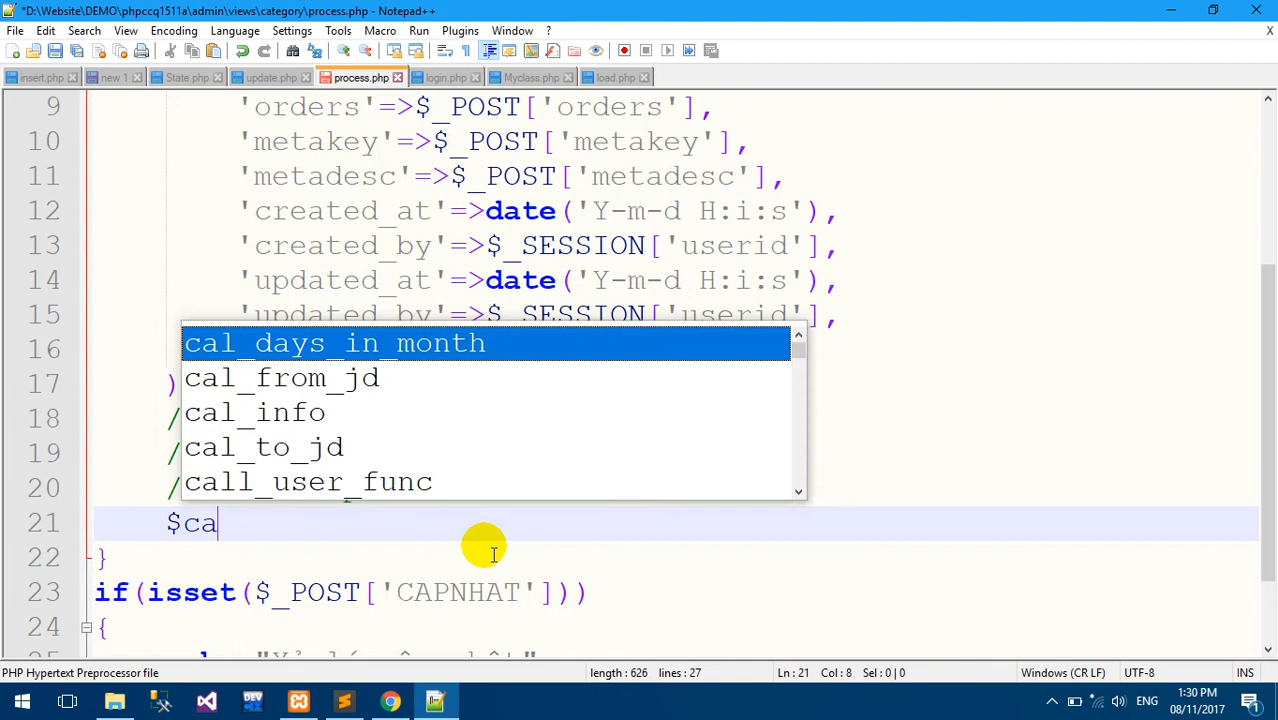 *D:\Website\DEMO\phpccq1511a\admin\views\category\process.php - Notepad++
File Edit Search View Encoding Language Settings Tools Macro Run Plugins Window ? X
insert.php new 1 State.php update.php process.php login.php Myclass.php load.php
9 'orders'=>$_POST['orders'],
10 'metakey'=>$_POST['metakey'],
11 'metadesc'=>$_POST['metadesc'],
12 'created_at'=>date('Y-m-d H:i:s'),
13 'created_by'=>$_SESSION['userid'],
14 'updated_at'=>date('Y-m-d H:i:s'),
15 'updated_by'=>$_SESSION['userid'],
16 cal_days_in_month
17 ) cal_from_jd
18 / cal_info
19 / cal_to_jd
20 / call_user_func
21 $ca
22 }
23 if(isset($_POST['CAPNHAT']))
24 {
PHP Hypertext Preprocessor file length : 626 lines : 27 Ln : 21 Col : 8 Sel : 0 | 0 Windows (CR LF) UTF-8 INS
ENG 1:30 PM
08/11/2017